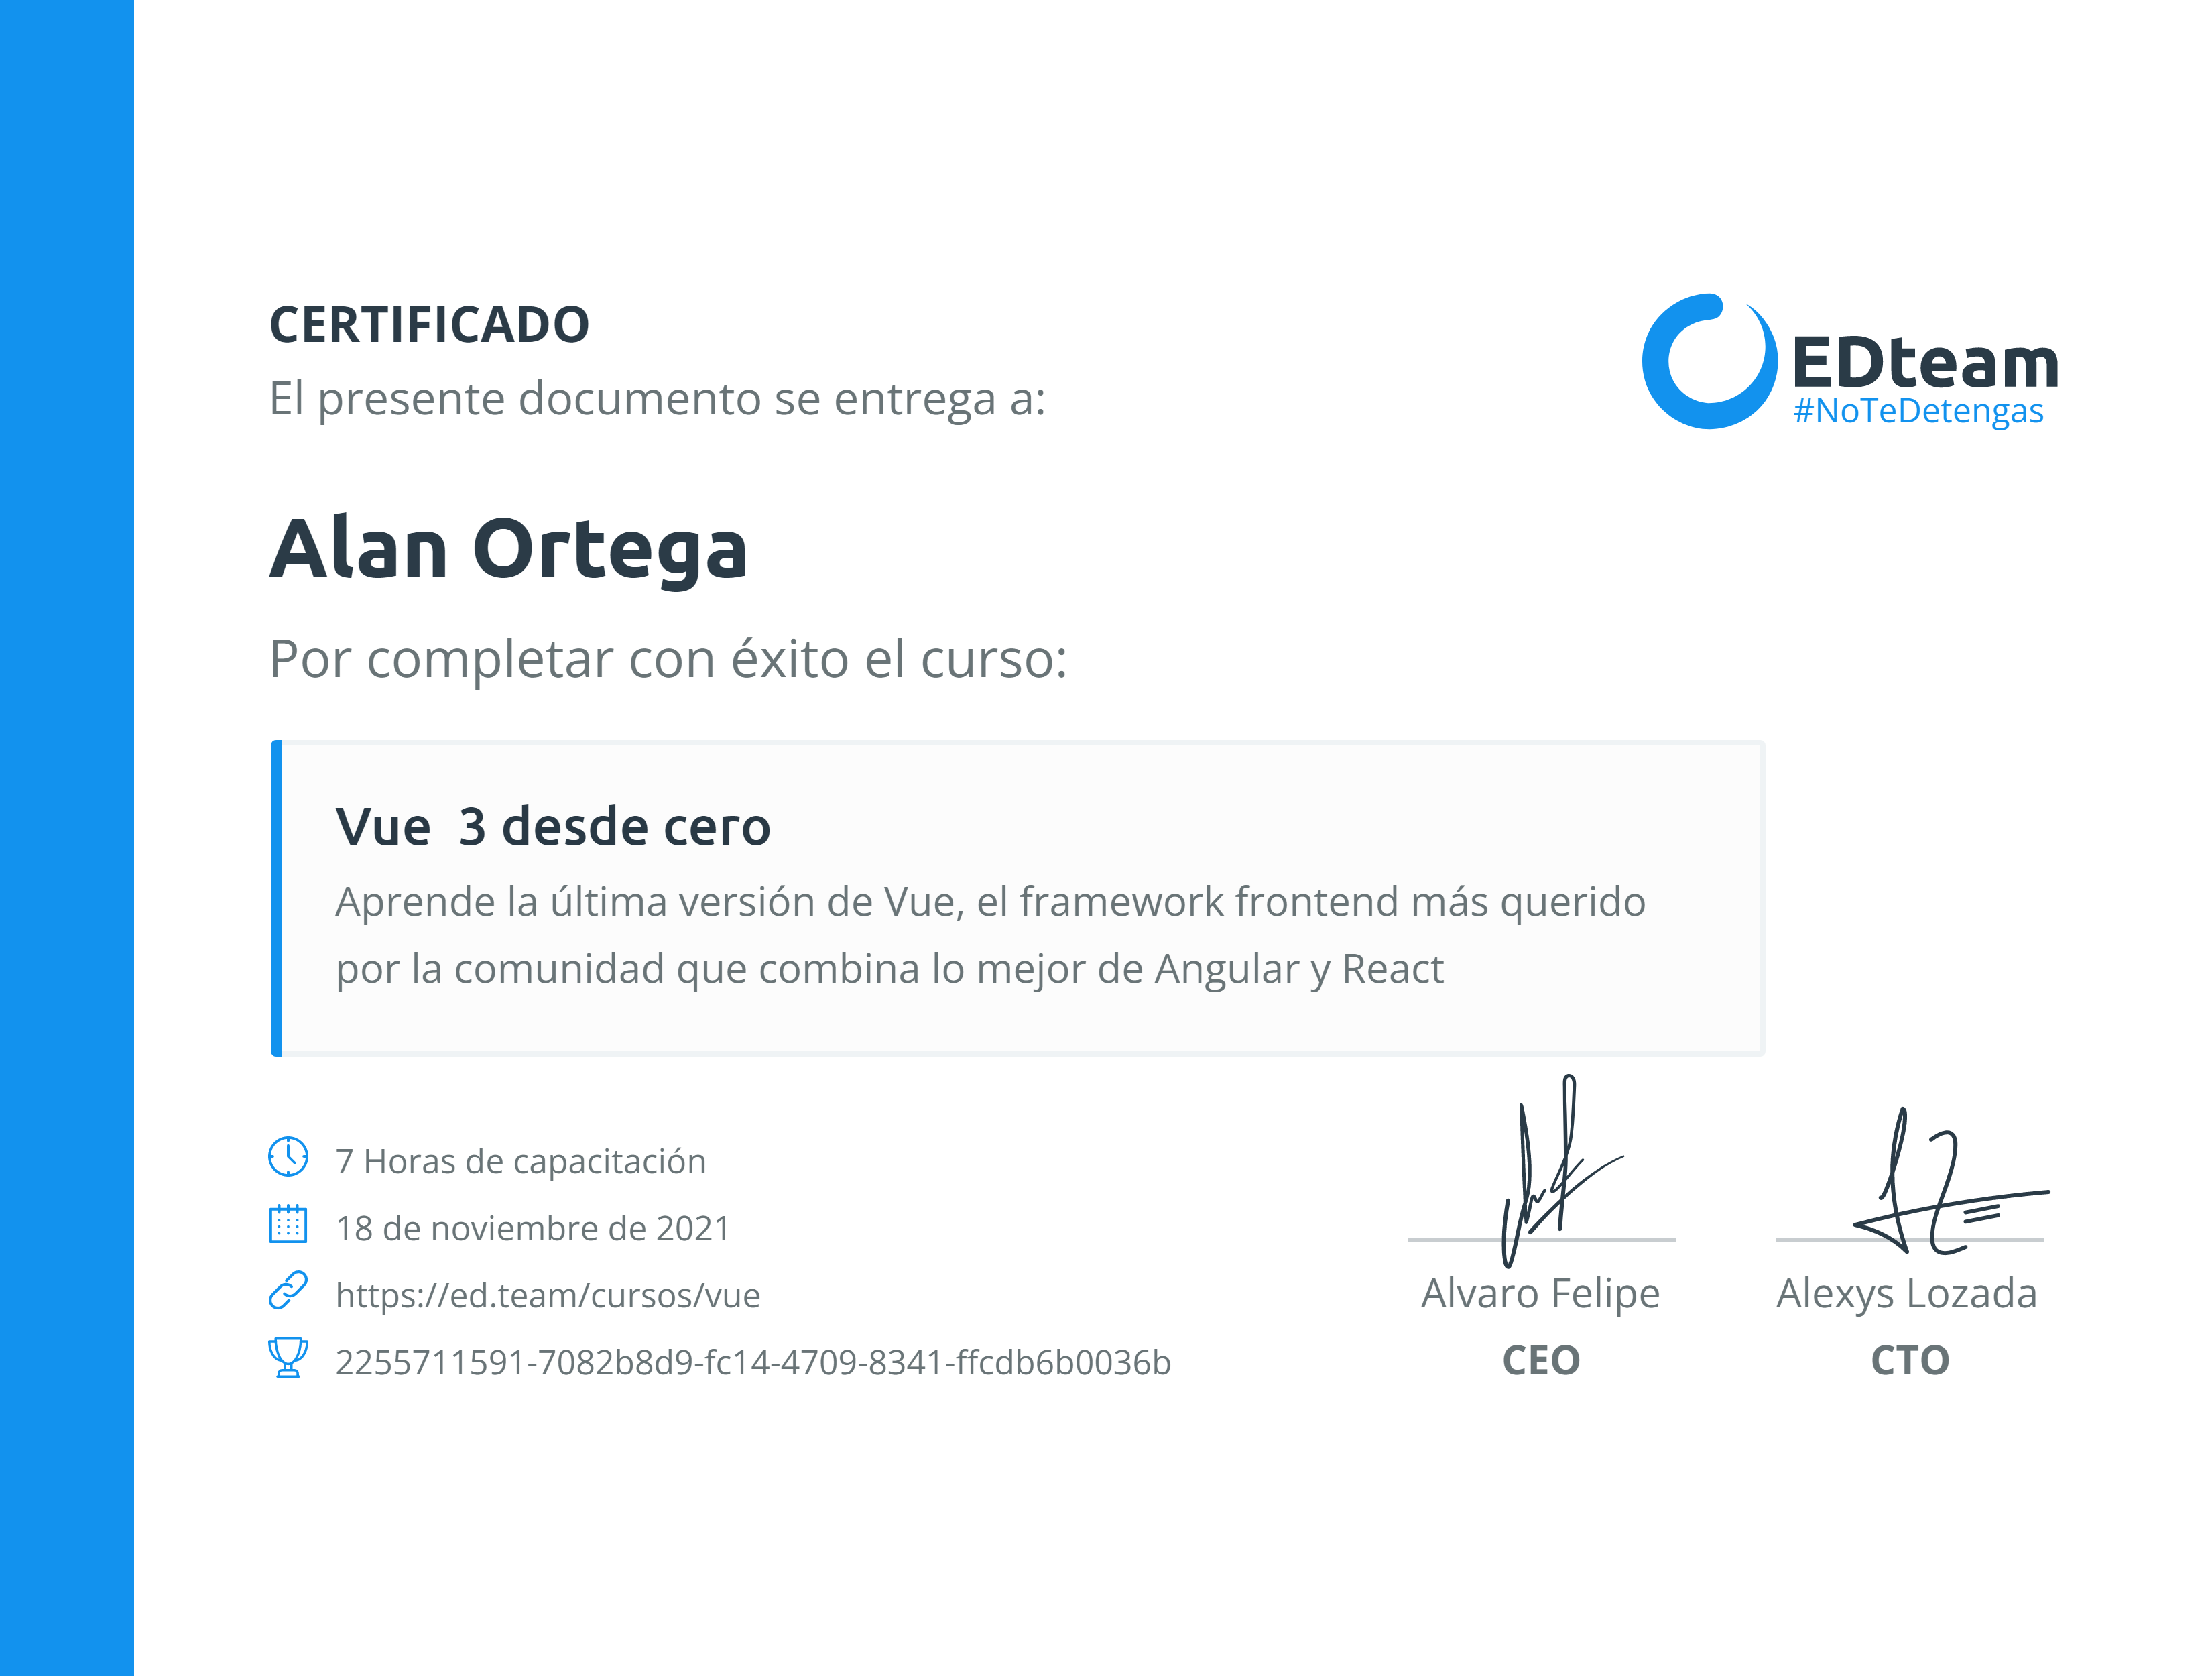 CERTIFICADO
El presente documento se entrega a:
EDteam
#NoTeDetengas
Alan Ortega
Por completar con éxito el curso:
Vue  3 desde cero
Aprende la última versión de Vue, el framework frontend más querido
por la comunidad que combina lo mejor de Angular y React
7 Horas de capacitación
18 de noviembre de 2021
https://ed.team/cursos/vue
2255711591-7082b8d9-fc14-4709-8341-ffcdb6b0036b
Alvaro Felipe
CEO
Alexys Lozada
CTO